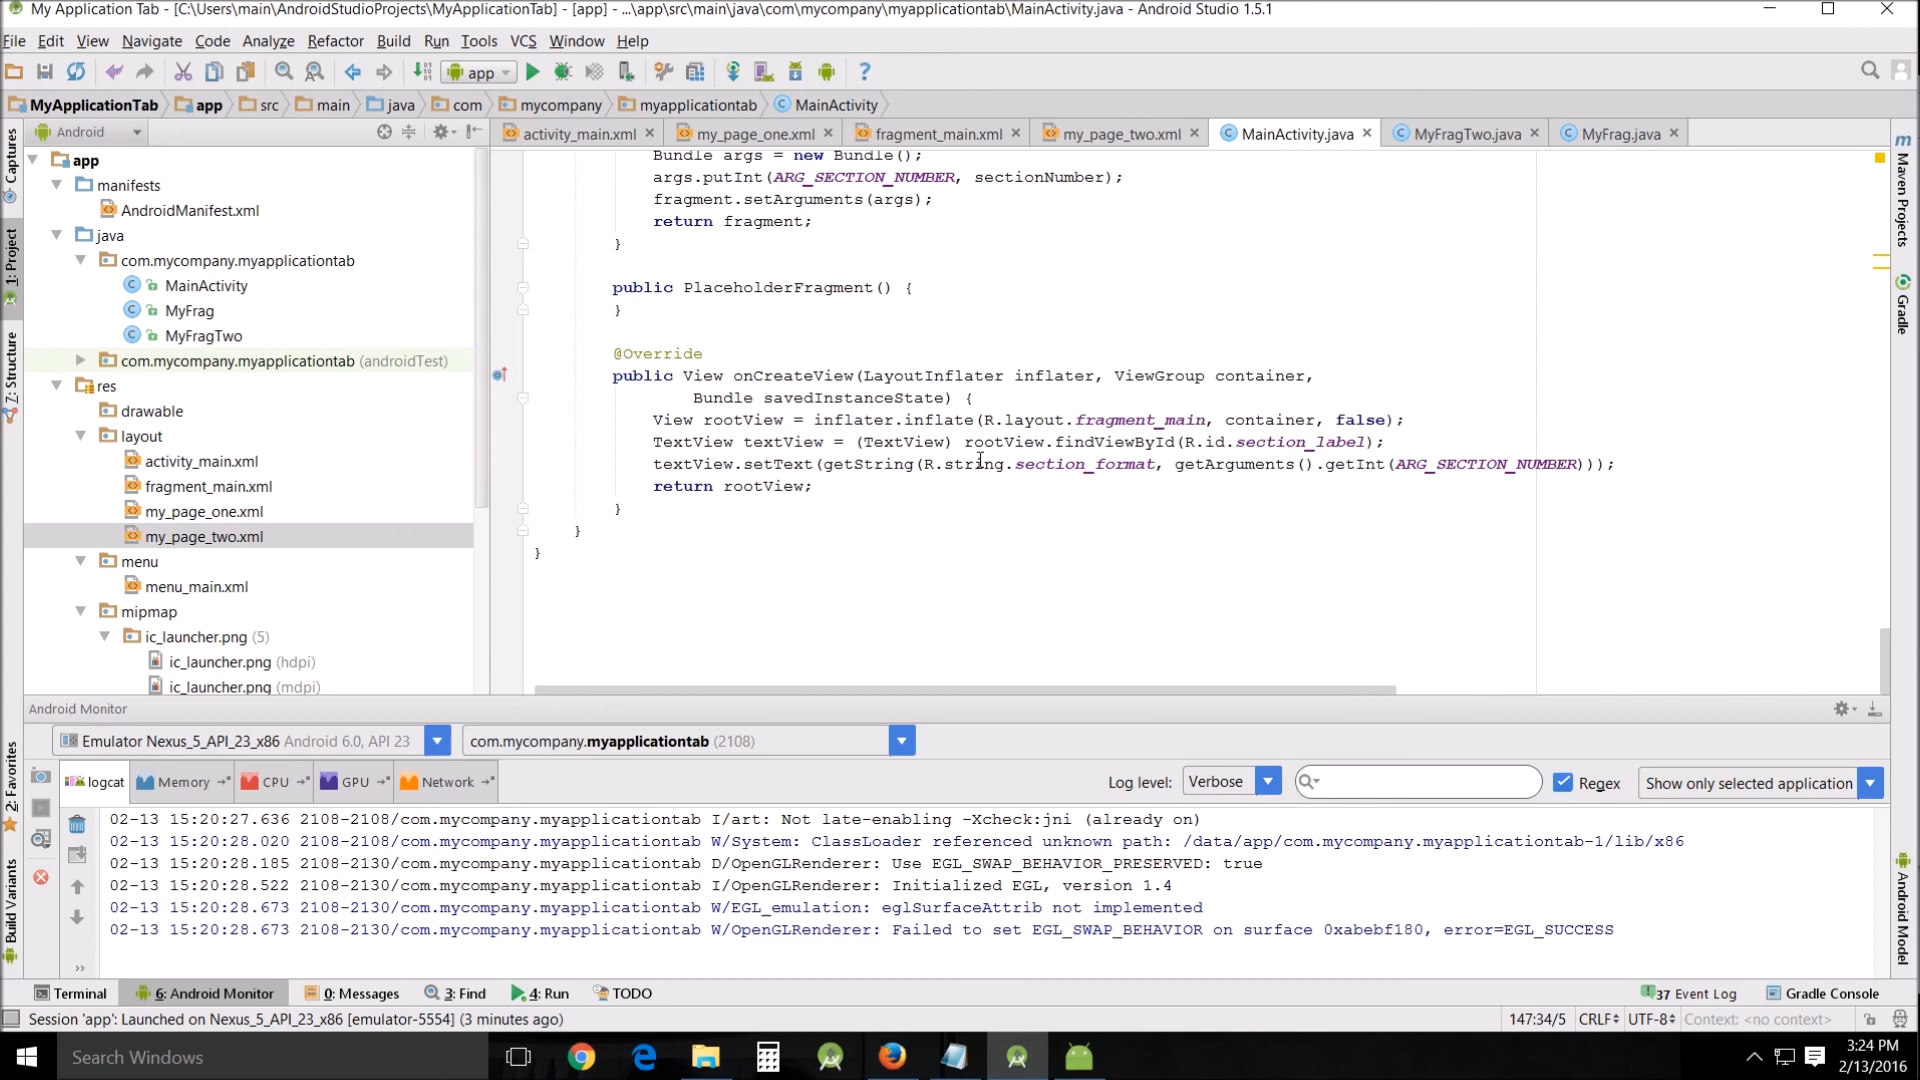 My Application Tab - [C:\Users\main\AndroidStudioProjects\MyApplicationTab] - [app] - ...\app\src\main\java\com\mycompany\myapplicationtab\MainActivity.java - Android Studio 1.5.1
File Edit View Navigate Code Analyze Refactor Build Run Tools VCS Window Help
app
MyApplicationTab app src main java com mycompany myapplicationtab MainActivity
Android
activity_main.xml my_page_one.xml fragment_main.xml my_page_two.xml MainActivity.java MyFragTwo.java MyFrag.java
Captures
1: Project
Z: Structure
2: Favorites
Build Variants
app
manifests
AndroidManifest.xml
java
com.mycompany.myapplicationtab
MainActivity
MyFrag
MyFragTwo
com.mycompany.myapplicationtab (androidTest)
res
drawable
layout
activity_main.xml
fragment_main.xml
my_page_one.xml
my_page_two.xml
menu
menu_main.xml
mipmap
ic_launcher.png (5)
ic_launcher.png (hdpi)
ic_launcher.png (mdpi)
Bundle args = new Bundle();
args.putInt(ARG_SECTION_NUMBER, sectionNumber);
fragment.setArguments(args);
return fragment;
}
public PlaceholderFragment() {
}
@Override
public View onCreateView(LayoutInflater inflater, ViewGroup container,
Bundle savedInstanceState) {
View rootView = inflater.inflate(R.layout.fragment_main, container, false);
TextView textView = (TextView) rootView.findViewById(R.id.section_label);
textView.setText(getString(R.string.section_format, getArguments().getInt(ARG_SECTION_NUMBER)));
return rootView;
}
}
}
m Maven Projects
Gradle
Android Model
Android Monitor
Emulator Nexus_5_API_23_x86 Android 6.0, API 23
com.mycompany.myapplicationtab (2108)
logcat Memory CPU GPU Network
Log level: Verbose Regex Show only selected application
02-13 15:20:27.636 2108-2108/com.mycompany.myapplicationtab I/art: Not late-enabling -Xcheck:jni (already on)
02-13 15:20:28.020 2108-2108/com.mycompany.myapplicationtab W/System: ClassLoader referenced unknown path: /data/app/com.mycompany.myapplicationtab-1/lib/x86
02-13 15:20:28.185 2108-2130/com.mycompany.myapplicationtab D/OpenGLRenderer: Use EGL_SWAP_BEHAVIOR_PRESERVED: true
02-13 15:20:28.522 2108-2130/com.mycompany.myapplicationtab I/OpenGLRenderer: Initialized EGL, version 1.4
02-13 15:20:28.673 2108-2130/com.mycompany.myapplicationtab W/EGL_emulation: eglSurfaceAttrib not implemented
02-13 15:20:28.673 2108-2130/com.mycompany.myapplicationtab W/OpenGLRenderer: Failed to set EGL_SWAP_BEHAVIOR on surface 0xabebf180, error=EGL_SUCCESS
Terminal 6: Android Monitor 0: Messages 3: Find 4: Run TODO 37 Event Log Gradle Console
Session 'app': Launched on Nexus_5_API_23_x86 [emulator-5554] (3 minutes ago) 147:34/5 CRLF UTF-8 Context: <no context>
Search Windows
3:24 PM
2/13/2016